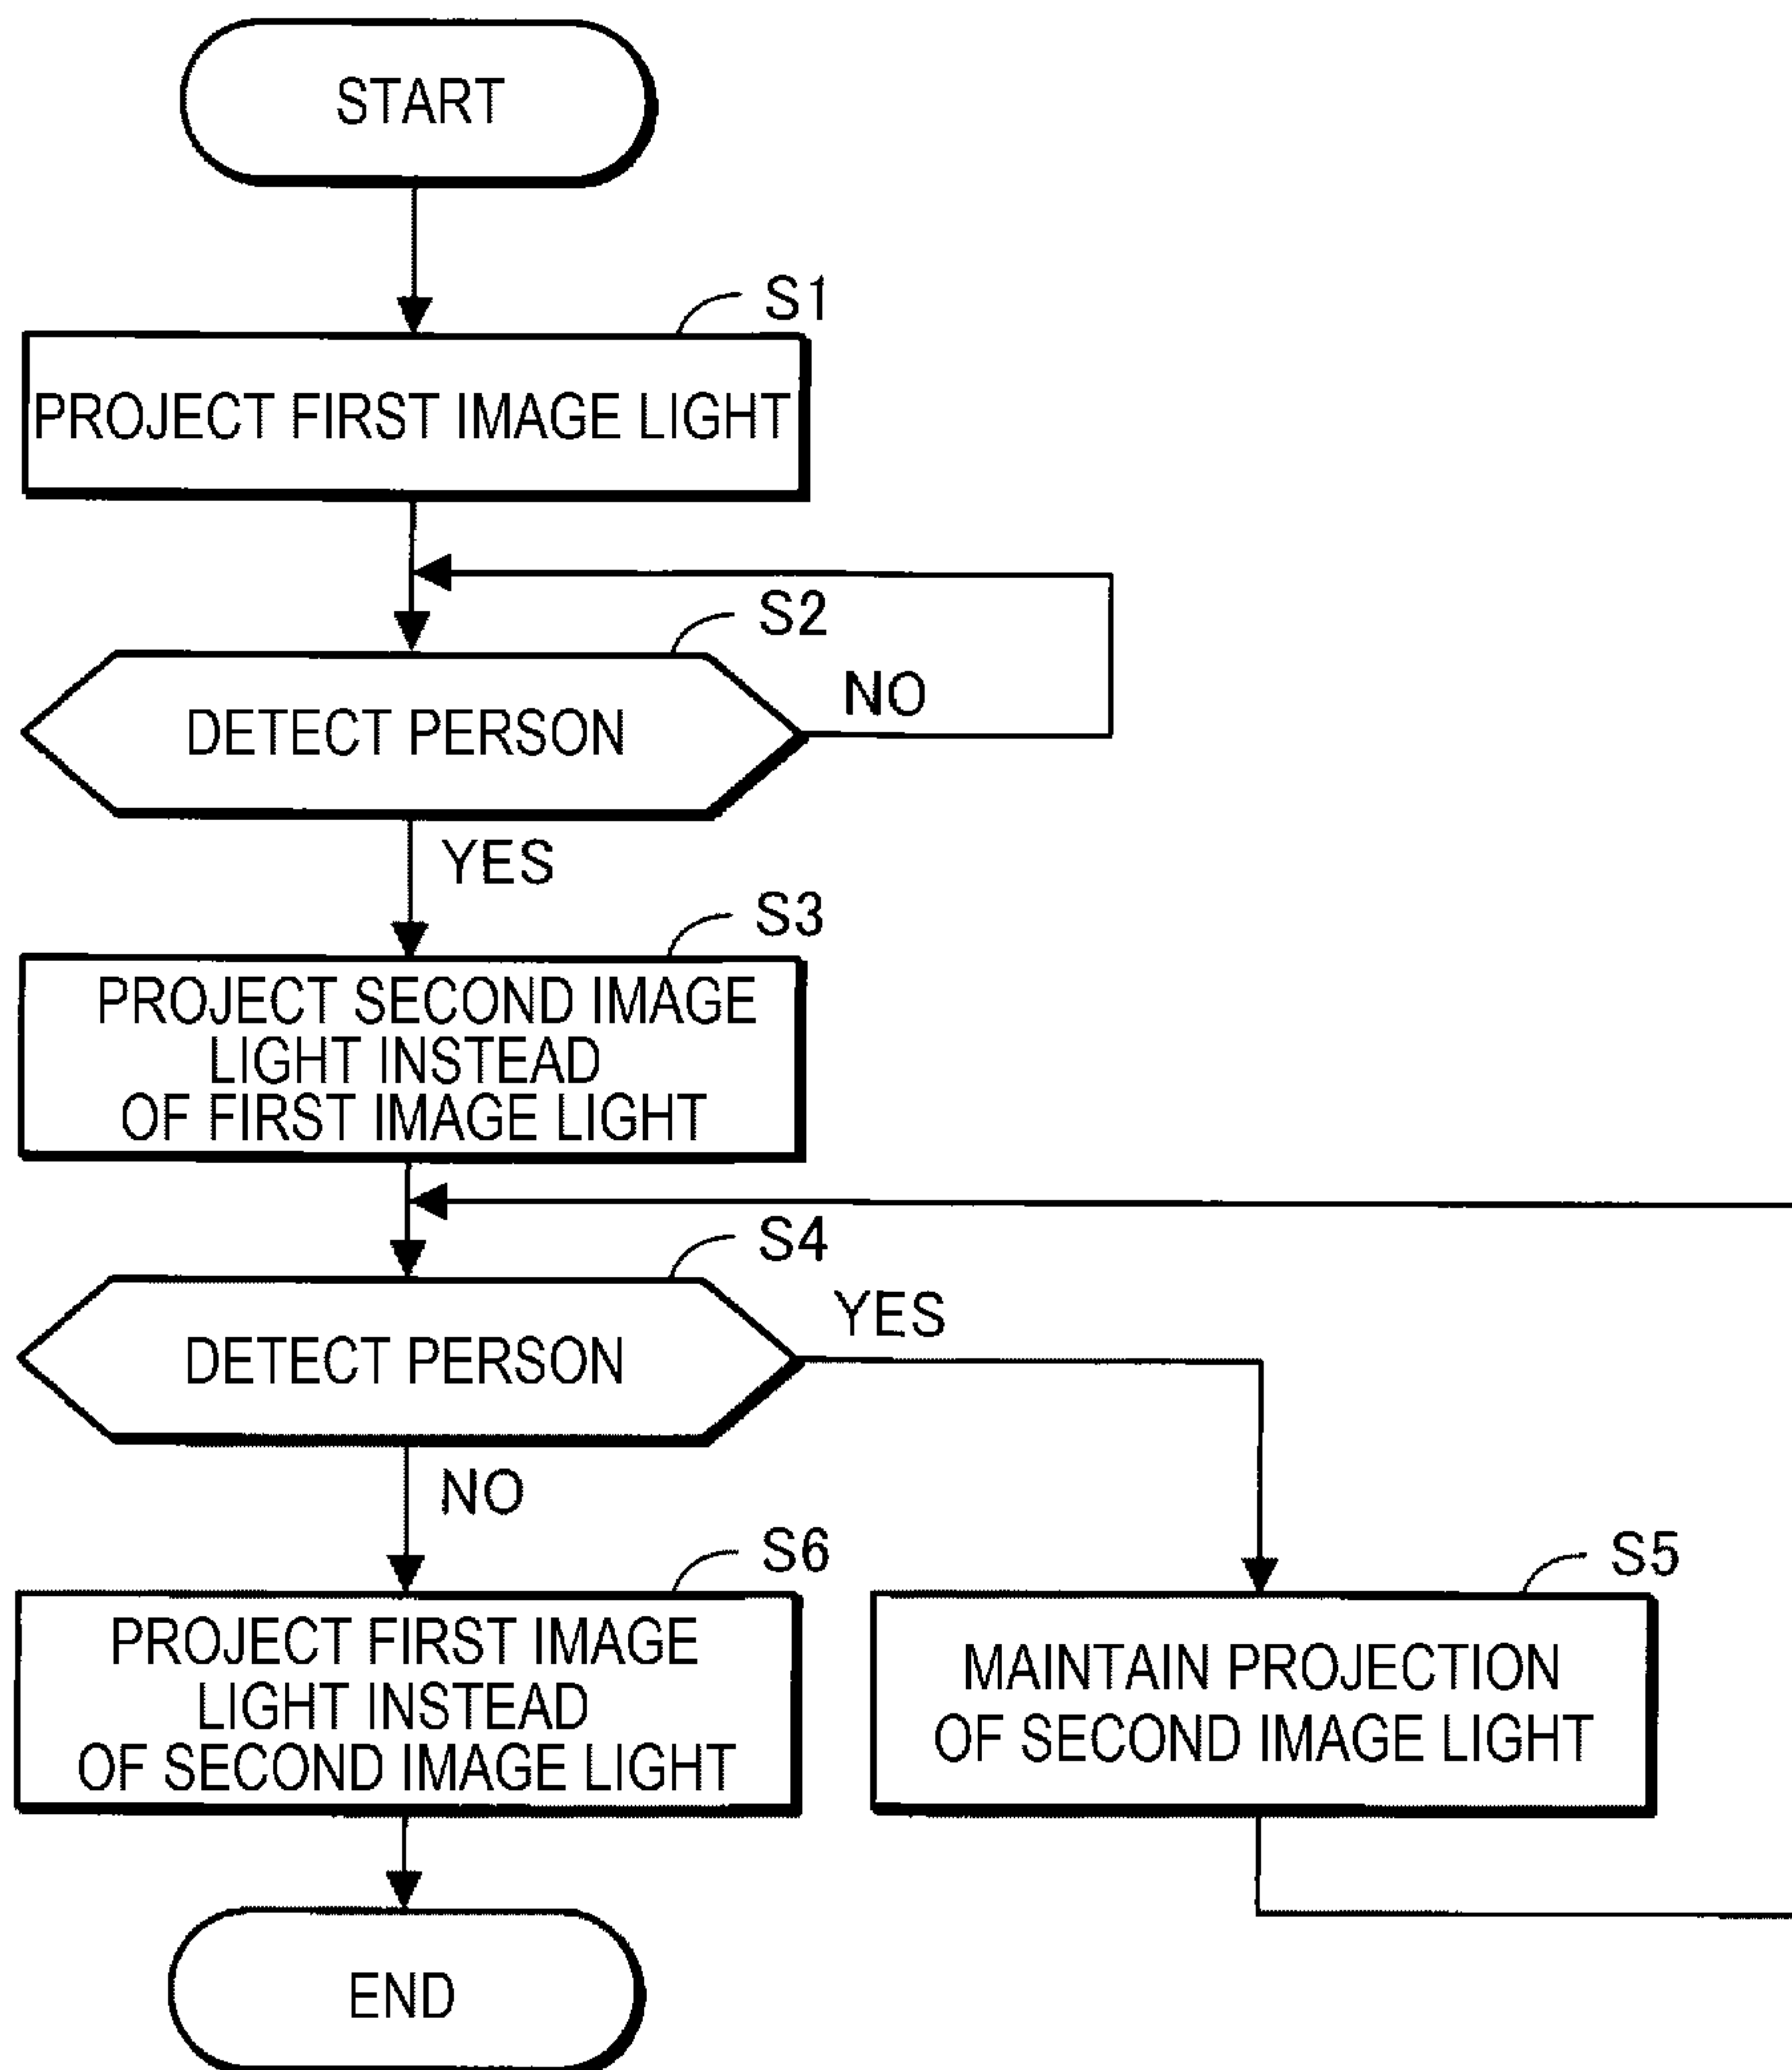 START
S1
PROJECT FIRST IMAGE LIGHT
S2
DETECT PERSON
NO
YES
S3
PROJECT SECOND IMAGE
LIGHT INSTEAD
OF FIRST IMAGE LIGHT
S4
DETECT PERSON
YES
NO
S6
PROJECT FIRST IMAGE
LIGHT INSTEAD
OF SECOND IMAGE LIGHT
S5
MAINTAIN PROJECTION
OF SECOND IMAGE LIGHT
END